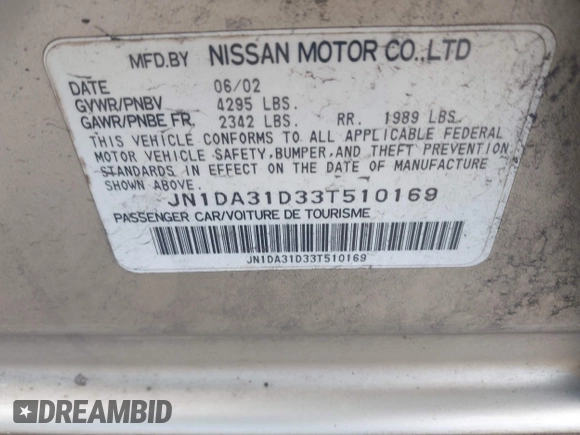 MFD.BY NISSAN MOTOR CO.,LTD
DATE 06/02
GVWR/PNBV 4295 LBS.
GAWR/PNBE FR. 2342 LBS. RR. 1989 LBS.
THIS VEHICLE CONFORMS TO ALL APPLICABLE FEDERAL
MOTOR VEHICLE SAFETY, BUMPER, AND THEFT PREVENTION
STANDARDS IN EFFECT ON THE DATE OF MANUFACTURE
SHOWN ABOVE.
JN1DA31D33T510169
PASSENGER CAR/VOITURE DE TOURISME
JN1DA31D33T510169
DREAMBID